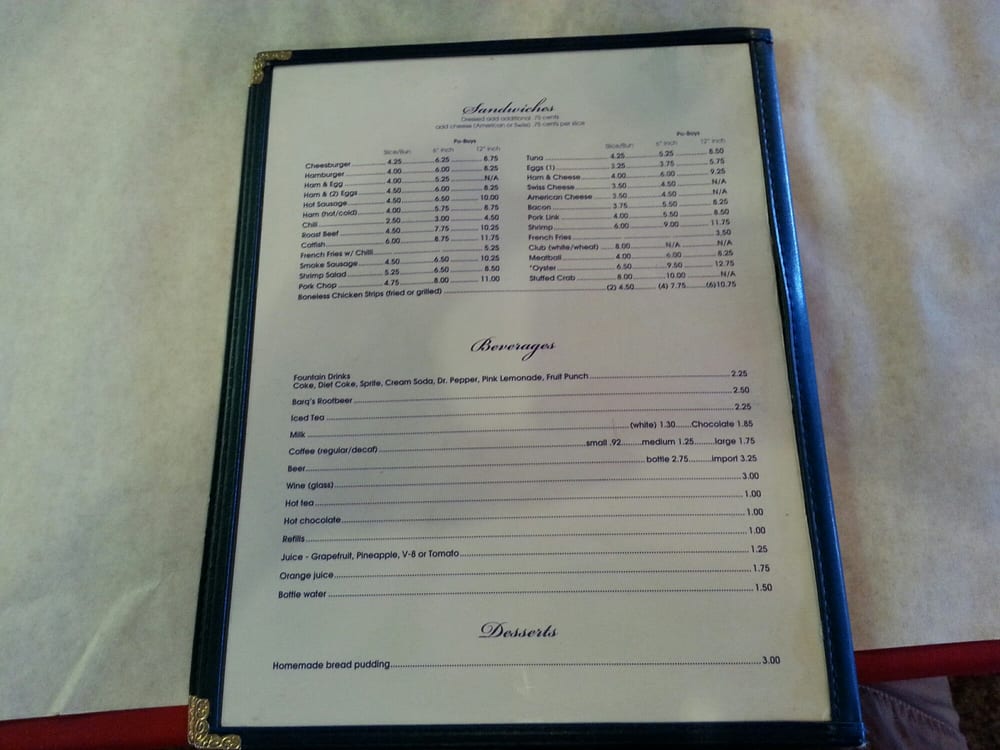 Sandwiches
Dressed add additional .75 cents
add cheese (American or Swiss) .75 cents per slice
Po-Boys
Slice/Bun 6" inch 12" inch
Cheesburger 4.25 6.25 8.75
Hamburger 4.00 6.00 8.25
Ham & Egg 4.00 5.25 N/A
Ham & (2) Eggs 4.50 6.00 8.25
Hot Sausage 4.50 6.50 10.00
Ham (hot/cold) 4.00 5.75 8.75
Chili 2.50 3.00 4.50
Roast Beef 4.50 7.75 10.25
Catfish 6.00 8.75 11.75
French Fries w/ Chilli 5.25
Smoke Sausage 4.50 6.50 10.25
Shrimp Salad 5.25 6.50 8.50
Pork Chop 4.75 8.00 11.00
Po-Boys
Slice/Bun 6" inch 12" inch
Tuna 4.25 5.25 8.50
Eggs (1) 3.25 3.75 5.75
Ham & Cheese 4.00 6.00 9.25
Swiss Cheese 3.50 4.50 N/A
American Cheese 3.50 4.50 N/A
Bacon 3.75 5.50 8.25
Pork Link 4.00 5.50 8.50
Shrimp 6.00 9.00 11.75
French Fries 3.50
Club (white/wheat) 8.00 N/A N/A
Meatball 4.00 6.00 8.25
*Oyster 6.50 9.50 12.75
Stuffed Crab 8.00 10.00 N/A
Boneless Chicken Strips (fried or grilled) (2) 4.50 (4) 7.75 (6)10.75
Beverages
Fountain Drinks
Coke, Diet Coke, Sprite, Cream Soda, Dr. Pepper, Pink Lemonade, Fruit Punch 2.25
Barq's Rootbeer 2.50
Iced Tea 2.25
Milk (white) 1.30 Chocolate 1.85
Coffee (regular/decaf) small .92 medium 1.25 large 1.75
Beer bottle 2.75 import 3.25
Wine (glass) 3.00
Hot tea 1.00
Hot chocolate 1.00
Refills 1.00
Juice - Grapefruit, Pineapple, V-8 or Tomato 1.25
Orange juice 1.75
Bottle water 1.50
Desserts
Homemade bread pudding 3.00